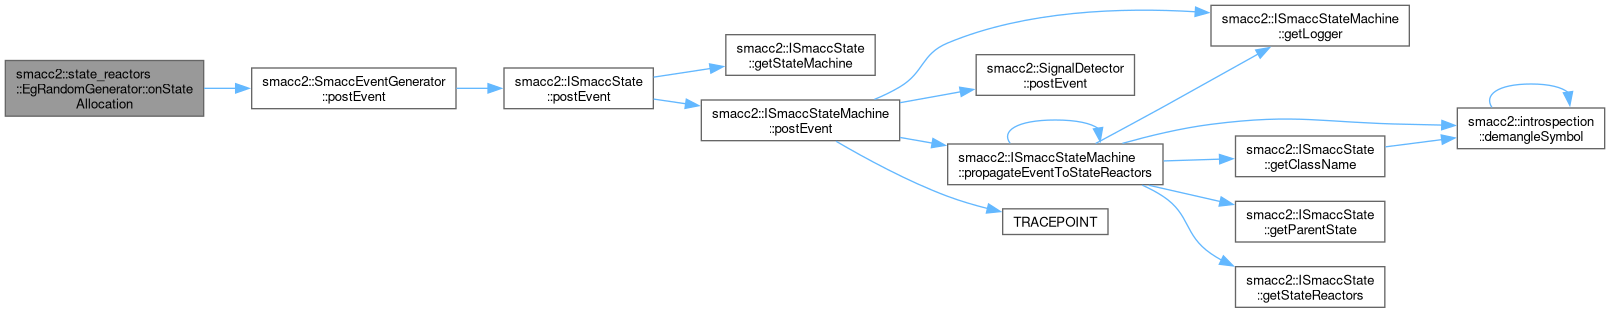 smacc2::state_reactors
::EgRandomGenerator::onState
Allocation
smacc2::SmaccEventGenerator
::postEvent
smacc2::ISmaccState
::postEvent
smacc2::ISmaccState
::getStateMachine
smacc2::ISmaccStateMachine
::postEvent
smacc2::SignalDetector
::postEvent
smacc2::ISmaccStateMachine
::propagateEventToStateReactors
TRACEPOINT
smacc2::ISmaccStateMachine
::getLogger
smacc2::ISmaccState
::getClassName
smacc2::ISmaccState
::getParentState
smacc2::ISmaccState
::getStateReactors
smacc2::introspection
::demangleSymbol